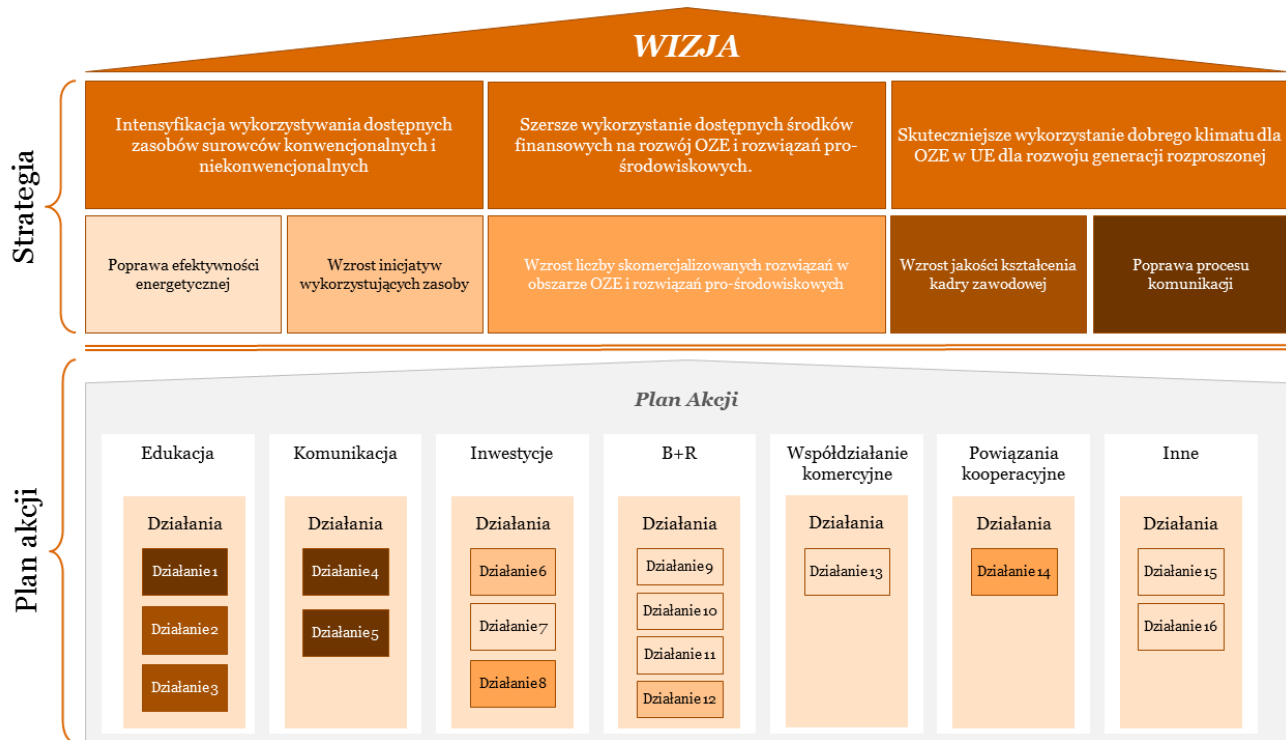 WIZJA
Strategia
Intensyfikacja wykorzystywania dostępnych
zasobów surowców konwencjonalnych i
niekonwencjonalnych
Szersze wykorzystanie dostępnych środków
finansowych na rozwój OZE i rozwiązań pro-
środowiskowych.
Skuteczniejsze wykorzystanie dobrego klimatu dla
OZE w UE dla rozwoju generacji rozproszonej
Poprawa efektywności
energetycznej
Wzrost inicjatyw
wykorzystujących zasoby
Wzrost liczby skomercjalizowanych rozwiązań w
obszarze OZE i rozwiązań pro-środowiskowych
Wzrost jakości kształcenia
kadry zawodowej
Poprawa procesu
komunikacji
Plan akcji
Plan Akcji
Edukacja
Działania
Działanie 1
Działanie 2
Działanie 3
Komunikacja
Działania
Działanie 4
Działanie 5
Inwestycje
Działania
Działanie 6
Działanie 7
Działanie 8
B+R
Działania
Działanie 9
Działanie 10
Działanie 11
Działanie 12
Współdziałanie
komercyjne
Działania
Działanie 13
Powiązania
kooperacyjne
Działania
Działanie 14
Inne
Działania
Działanie 15
Działanie 16